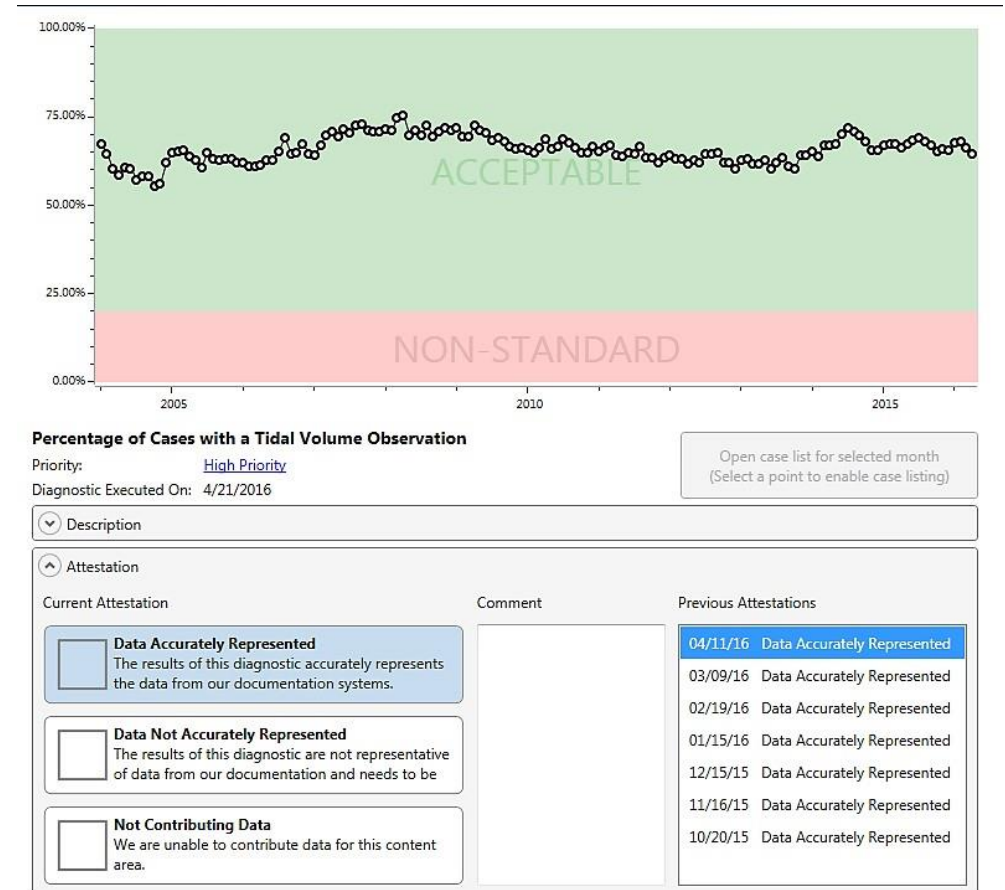 100.00%
75.00%
50.00%
25.00%
0.00%
ACCEPTABLE
NON-STANDARD
2005 2010 2015
Percentage of Cases with a Tidal Volume Observation
Priority: High Priority
Diagnostic Executed On: 4/21/2016
Open case list for selected month
(Select a point to enable case listing)
Description
Attestation
Current Attestation
Data Accurately Represented
The results of this diagnostic accurately represents
the data from our documentation systems.
Data Not Accurately Represented
The results of this diagnostic are not representative
of data from our documentation and needs to be
Not Contributing Data
We are unable to contribute data for this content
area.
Comment
Previous Attestations
04/11/16 Data Accurately Represented
03/09/16 Data Accurately Represented
02/19/16 Data Accurately Represented
01/15/16 Data Accurately Represented
12/15/15 Data Accurately Represented
11/16/15 Data Accurately Represented
10/20/15 Data Accurately Represented